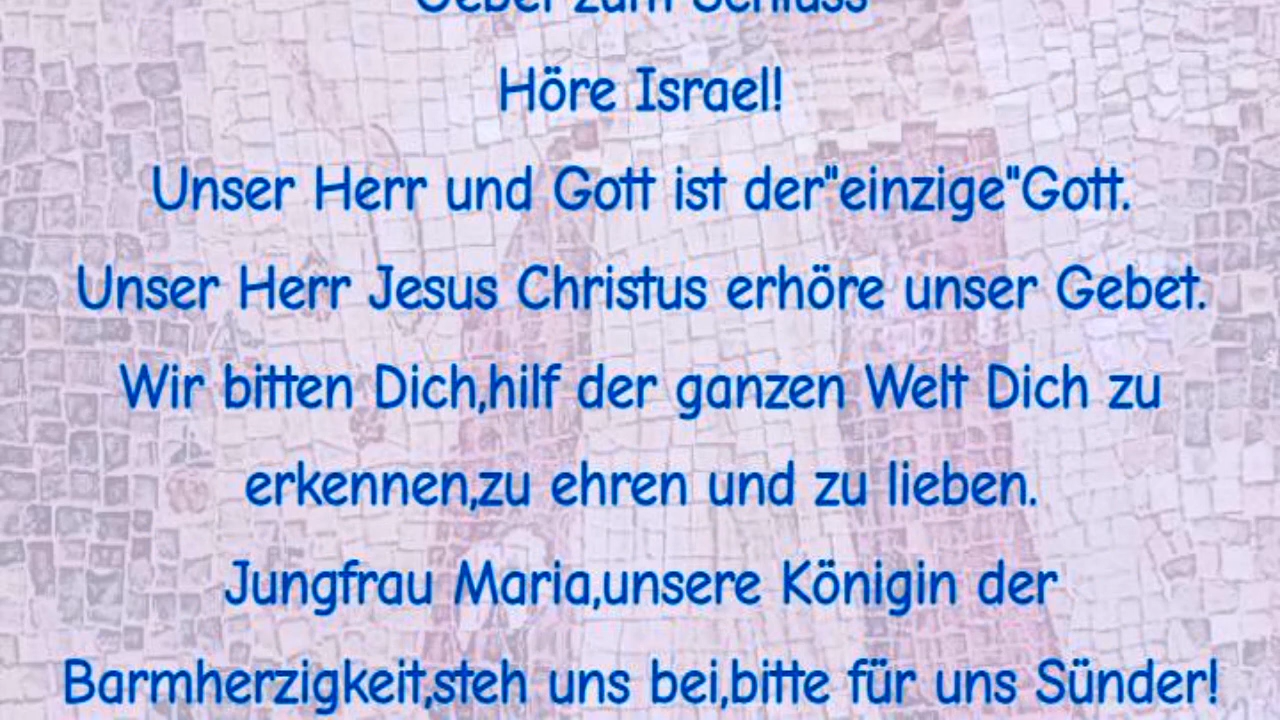 Gebet zum Schluss
Höre Israel!
Unser Herr und Gott ist der"einzige"Gott.
Unser Herr Jesus Christus erhöre unser Gebet.
Wir bitten Dich,hilf der ganzen Welt Dich zu
erkennen,zu ehren und zu lieben.
Jungfrau Maria,unsere Königin der
Barmherzigkeit,steh uns bei,bitte für uns Sünder!